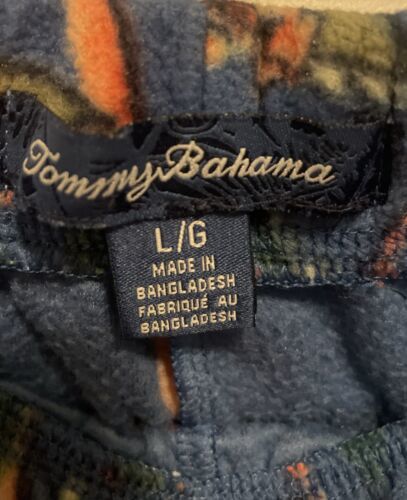 Tommy Bahama
L/G
MADE IN
BANGLADESH
FABRIQUÉ AU
BANGLADESH